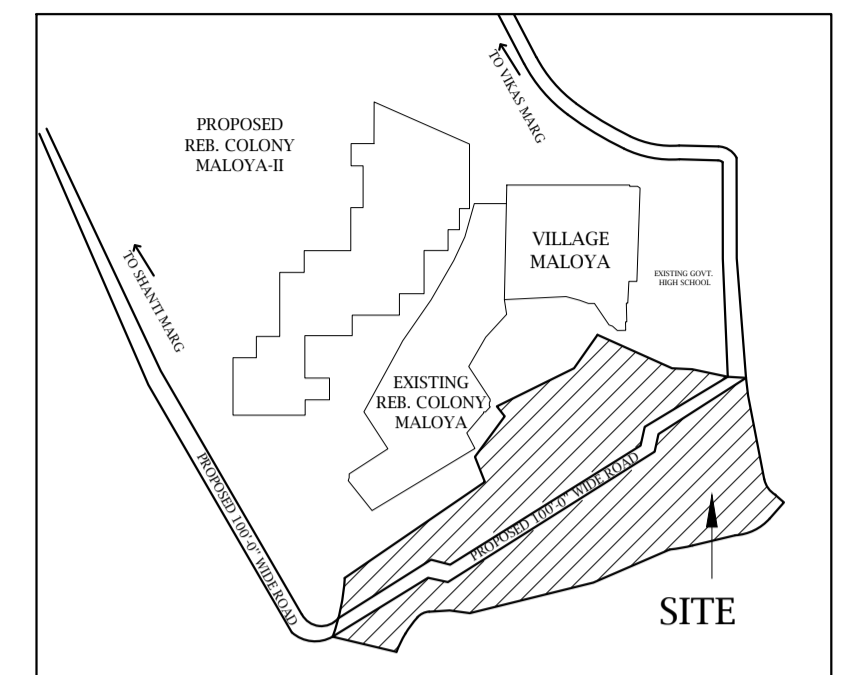 TO VIKAS MARG
PROPOSED
REB. COLONY
MALOYA-II
VILLAGE
MALOYA
TO SHANTI MARG
EXISTING GOVT.
HIGH SCHOOL
EXISTING
REB. COLONY
MALOYA
PROPOSED 100'-0" WIDE ROAD
PROPOSED 100'-0" WIDE ROAD
SITE